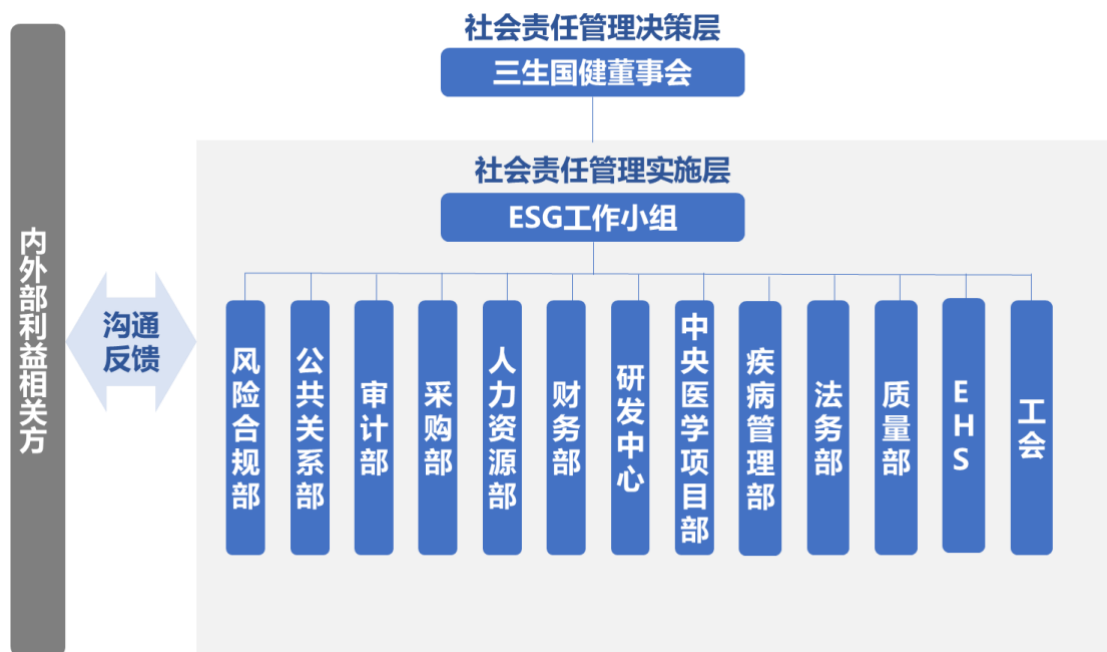 社会责任管理决策层
三生国健董事会
社会责任管理实施层
ESG工作小组
内外部利益相关方
沟通
反馈
风险合规部
公共关系部
审计部
采购部
人力资源部
财务部
研发中心
中央医学项目部
疾病管理部
法务部
质量部
EHS
工会